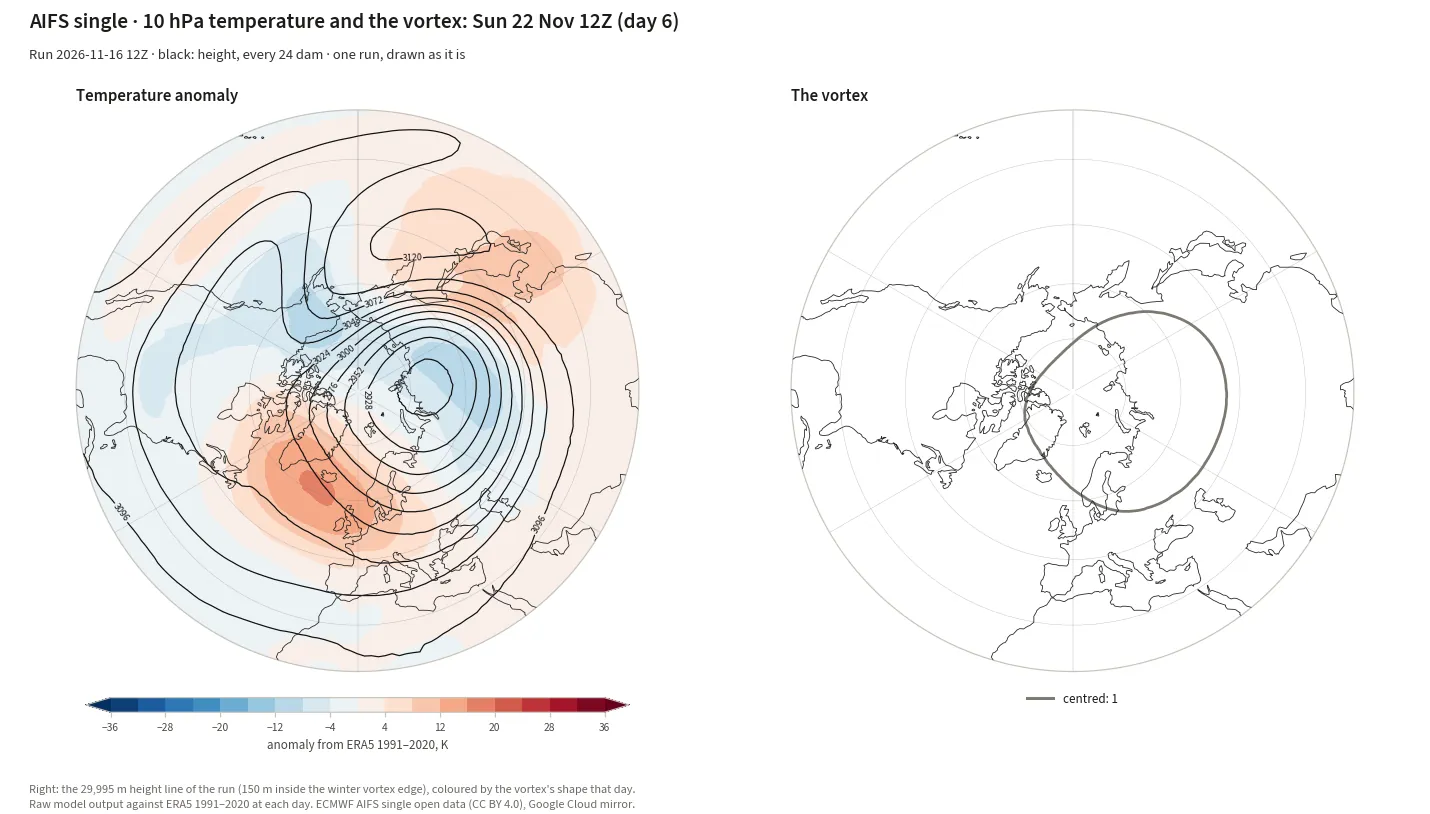 AIFS single · 10 hPa temperature and the vortex: Sun 22 Nov 12Z (day 6)
Run 2026-11-16 12Z · black: height, every 24 dam · one run, drawn as it is
Temperature anomaly
The vortex
3120
3072
3048
3024
3000
2976
2952
2928
3096
3096
centred: 1
−36 −28 −20 −12 −4 4 12 20 28 36
anomaly from ERA5 1991–2020, K
Right: the 29,995 m height line of the run (150 m inside the winter vortex edge), coloured by the vortex's shape that day.
Raw model output against ERA5 1991–2020 at each day. ECMWF AIFS single open data (CC BY 4.0), Google Cloud mirror.